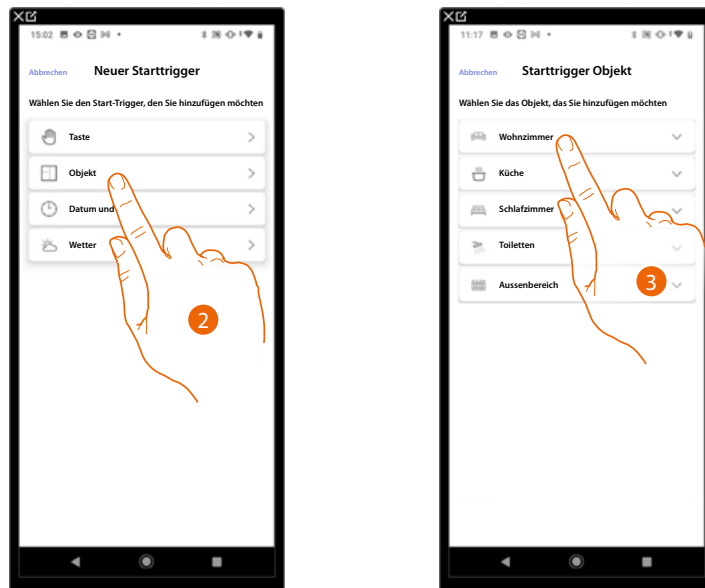 15:02
Abbrechen Neuer Starttrigger
Wählen Sie den Start-Trigger, den Sie hinzufügen möchten
Taste
Objekt
Datum und
Wetter
2
11:17
Abbrechen Starttrigger Objekt
Wählen Sie das Objekt, das Sie hinzufügen möchten
Wohnzimmer
Küche
Schlafzimmer
Toiletten
Aussenbereich
3